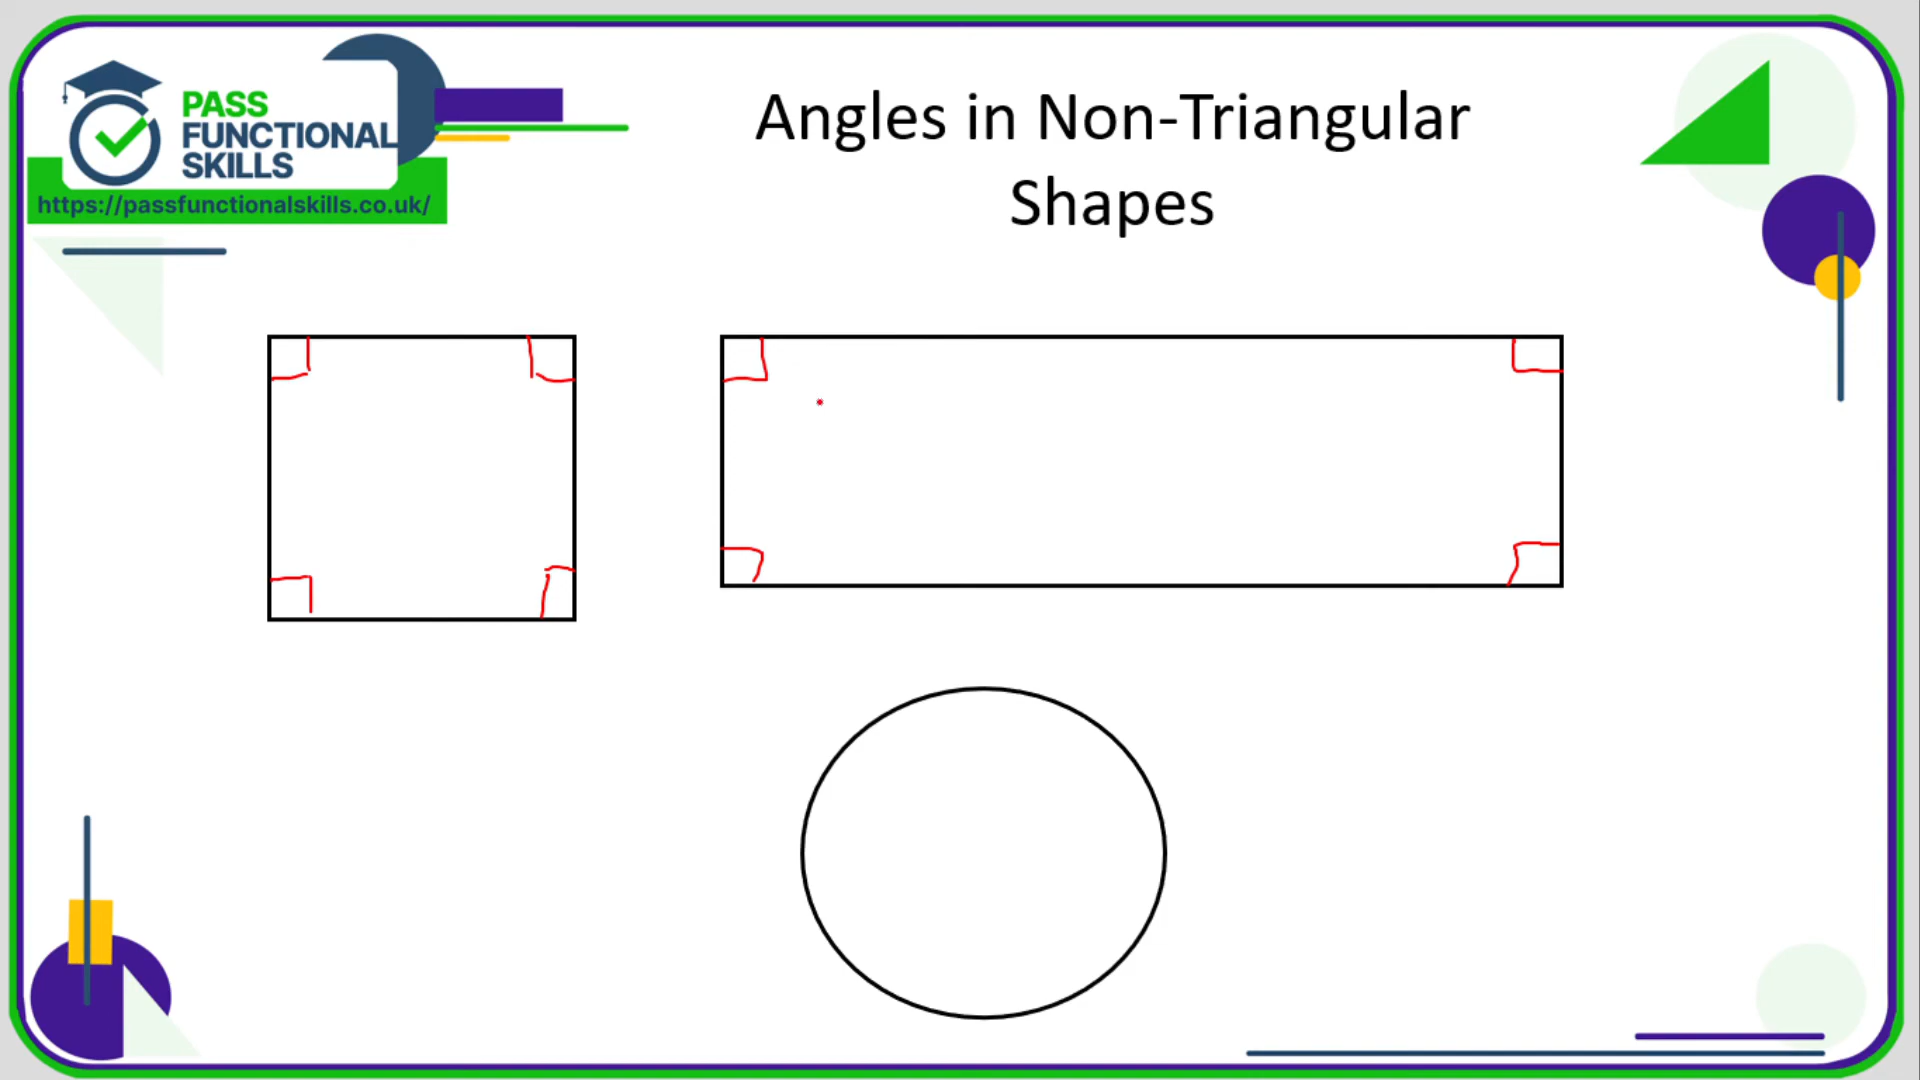 PASS
FUNCTIONAL
SKILLS
https://passfunctionalskills.co.uk/
Angles in Non-Triangular
Shapes